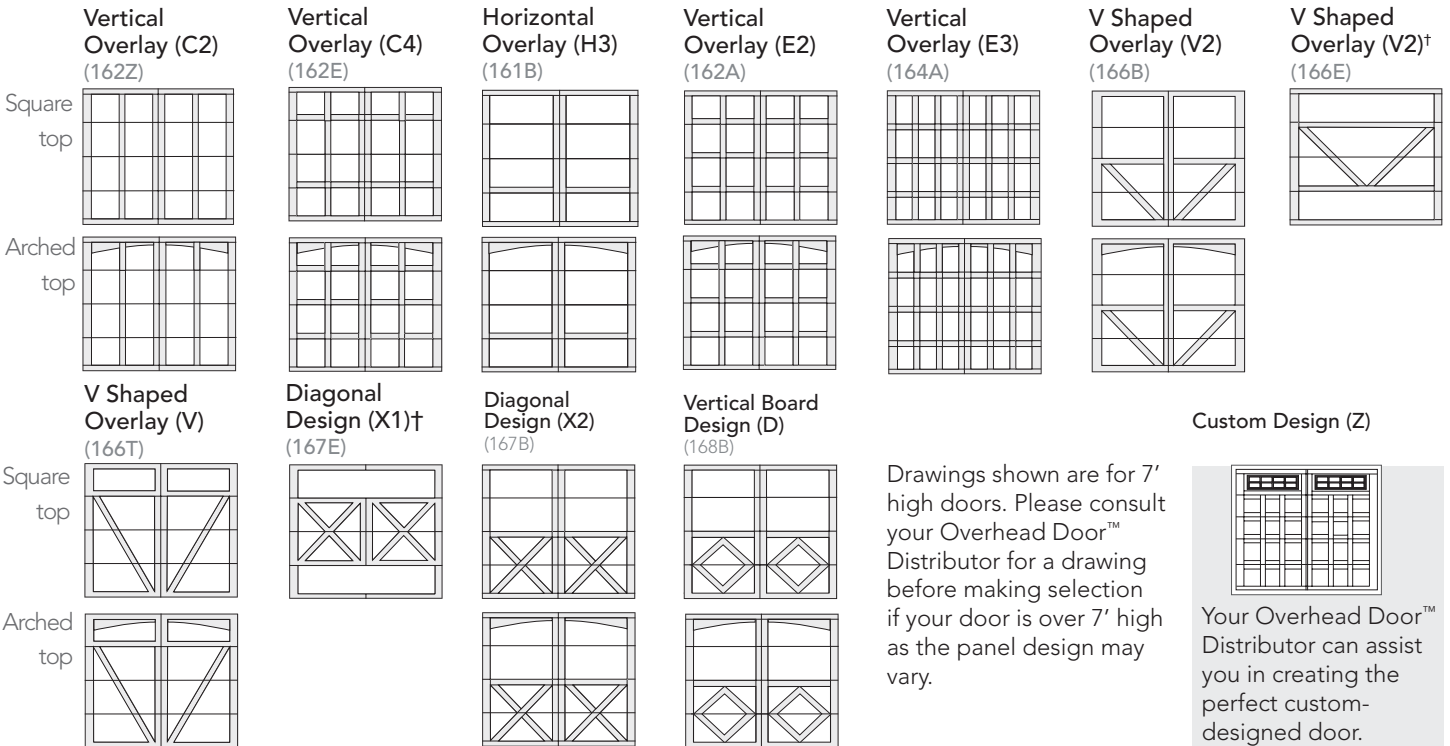 Vertical
Overlay (C2)
(162Z)
Vertical
Overlay (C4)
(162E)
Horizontal
Overlay (H3)
(161B)
Vertical
Overlay (E2)
(162A)
Vertical
Overlay (E3)
(164A)
V Shaped
Overlay (V2)
(166B)
V Shaped
Overlay (V2)†
(166E)
Square
top
Arched
top
V Shaped
Overlay (V)
(166T)
Diagonal
Design (X1)†
(167E)
Diagonal
Design (X2)
(167B)
Vertical Board
Design (D)
(168B)
Custom Design (Z)
Square
top
Arched
top
Drawings shown are for 7′
high doors. Please consult
your Overhead Door™
Distributor for a drawing
before making selection
if your door is over 7′ high
as the panel design may
vary.
Your Overhead Door™
Distributor can assist
you in creating the
perfect custom-
designed door.